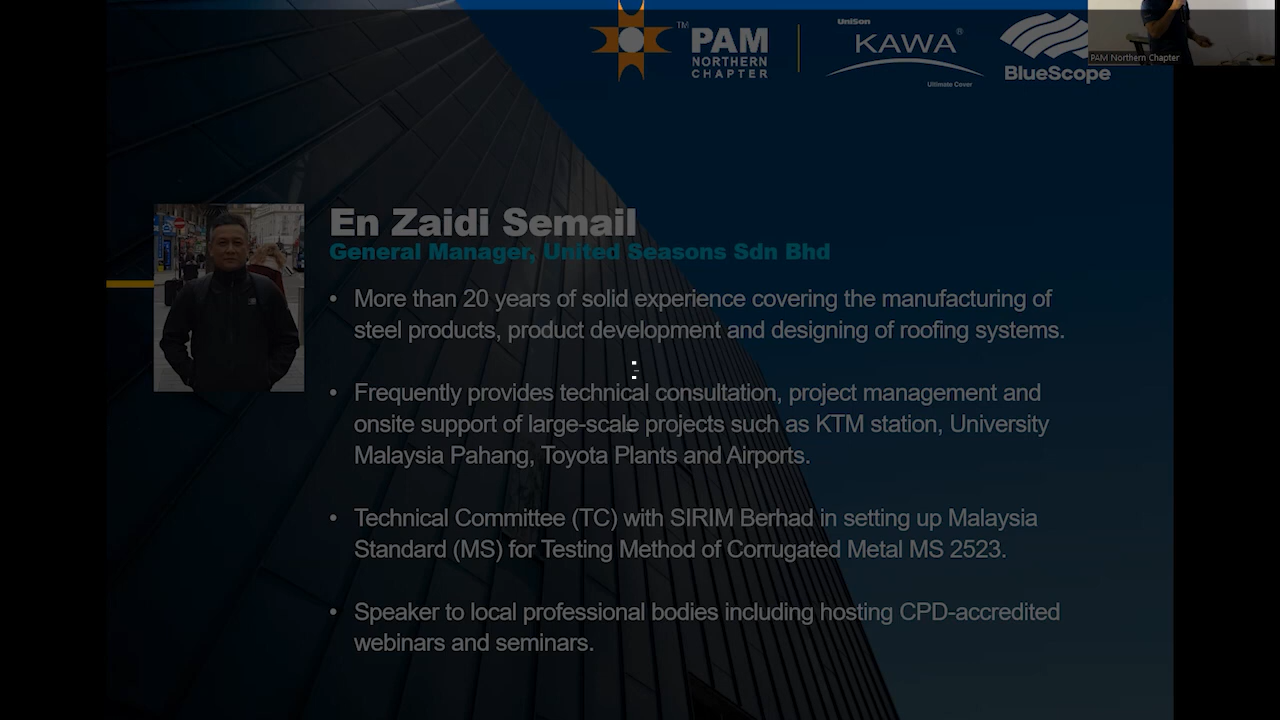 TM
PAM
NORTHERN
CHAPTER
UniSon
KAWA®
Ultimate Cover
BlueScope
PAM Northern Chapter
En Zaidi Semail
General Manager, United Seasons Sdn Bhd
• More than 20 years of solid experience covering the manufacturing of
steel products, product development and designing of roofing systems.
• Frequently provides technical consultation, project management and
onsite support of large-scale projects such as KTM station, University
Malaysia Pahang, Toyota Plants and Airports.
• Technical Committee (TC) with SIRIM Berhad in setting up Malaysia
Standard (MS) for Testing Method of Corrugated Metal MS 2523.
• Speaker to local professional bodies including hosting CPD-accredited
webinars and seminars.